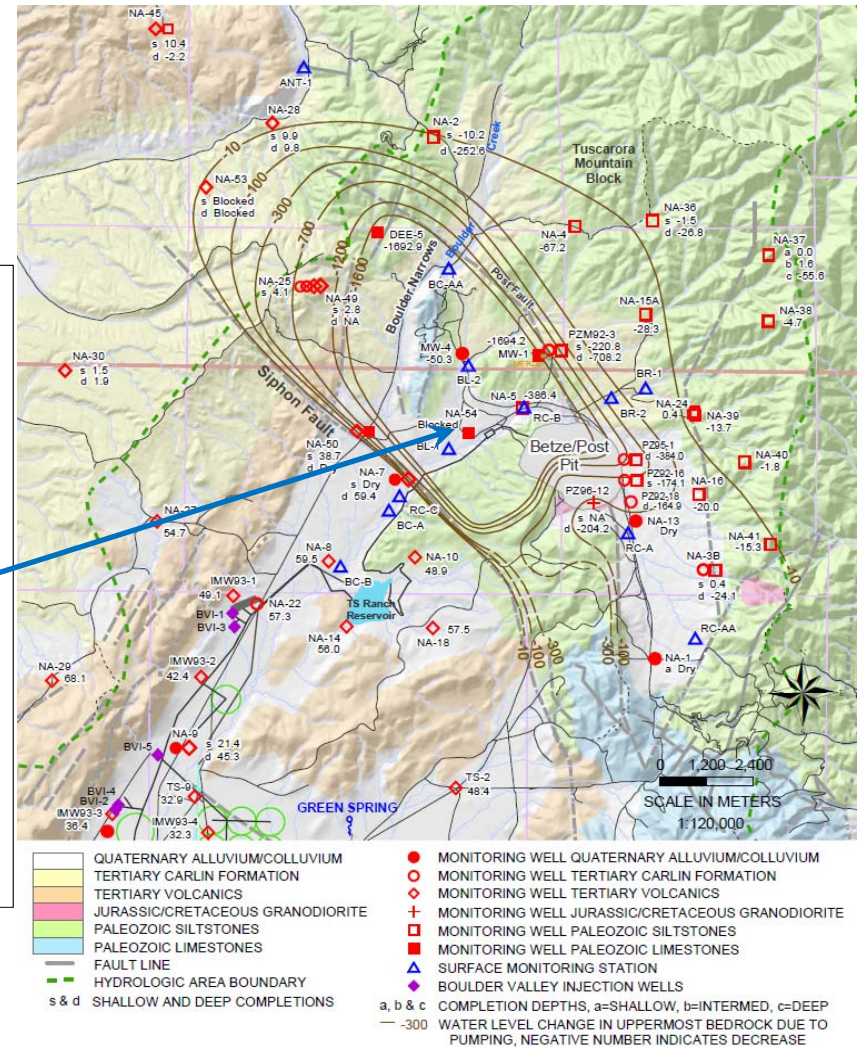 NA-45
s 10.4
d -2.2
ANT-1
NA-28
s 9.9
d 9.8
NA-2
s -10.2
d -252.6
Creek
Tuscarora
Mountain
Block
-10
-100
-300
-700
-1200
-1600
NA-53
s Blocked
d Blocked
DEE-5
-1692.9
Boulder
NA-4
-67.2
NA-36
s -1.5
d -26.8
NA-37
a 0.0
b 1.6
c -55.6
Boulder Narrows
BC-AA
Post Fault
NA-25
s 4.1
NA-49
s 2.8
d NA
NA-15A
-28.3
NA-38
-4.7
MW-4
-50.3
-1694.2
MW-1
PZM92-3
s -220.8
d -708.2
NA-30
s 1.5
d 1.9
BL-2
Siphon Fault
NA-5
-386.4
RC-B
BR-1
BR-2
NA-24
0.4
NA-39
-13.7
NA-54
Blocked
BL-1
NA-50
s 38.7
d Dry
Betze/Post
Pit
PZ95-1
d -384.0
NA-40
-1.8
NA-7
s Dry
d 59.4
RC-C
BC-A
PZ92-16
s -174.1
PZ96-12
s NA
d -204.2
PZ92-18
d -164.9
NA-16
-20.0
NA-27
54.7
NA-13
Dry
RC-A
NA-41
-15.3
NA-8
59.5
BC-B
NA-10
48.9
NA-3B
s 0.4
d -24.1
-10
IMW93-1
49.1
BVI-1
BVI-3
NA-22
57.3
TS Ranch
Reservoir
NA-14
56.0
57.5
NA-18
-10
-100
-300
-300
-100
RC-AA
NA-1
a Dry
NA-29
68.1
IMW93-2
42.4
NA-9
s 21.4
d 45.3
BVI-5
BVI-4
BVI-2
IMW93-3
36.4
TS-9
32.9
IMW93-4
32.3
TS-2
48.4
GREEN SPRING
0 1,200 2,400
SCALE IN METERS
1:120,000
QUATERNARY ALLUVIUM/COLLUVIUM
TERTIARY CARLIN FORMATION
TERTIARY VOLCANICS
JURASSIC/CRETACEOUS GRANODIORITE
PALEOZOIC SILTSTONES
PALEOZOIC LIMESTONES
FAULT LINE
HYDROLOGIC AREA BOUNDARY
s & d SHALLOW AND DEEP COMPLETIONS
MONITORING WELL QUATERNARY ALLUVIUM/COLLUVIUM
MONITORING WELL TERTIARY CARLIN FORMATION
MONITORING WELL TERTIARY VOLCANICS
MONITORING WELL JURASSIC/CRETACEOUS GRANODIORITE
MONITORING WELL PALEOZOIC SILTSTONES
MONITORING WELL PALEOZOIC LIMESTONES
SURFACE MONITORING STATION
BOULDER VALLEY INJECTION WELLS
a, b & c COMPLETION DEPTHS, a=SHALLOW, b=INTERMED, c=DEEP
-300 WATER LEVEL CHANGE IN UPPERMOST BEDROCK DUE TO
PUMPING, NEGATIVE NUMBER INDICATES DECREASE